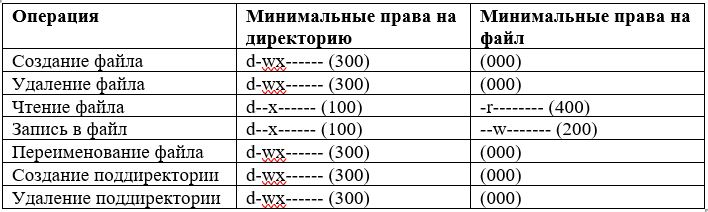 Операция Минимальные права на директорию Минимальные права на файл
Создание файла d-wx------ (300) (000)
Удаление файла d-wx------ (300) (000)
Чтение файла d--x------ (100) -r-------- (400)
Запись в файл d--x------ (100) --w------- (200)
Переименование файла d-wx------ (300) (000)
Создание поддиректории d-wx------ (300) (000)
Удаление поддиректории d-wx------ (300) (000)